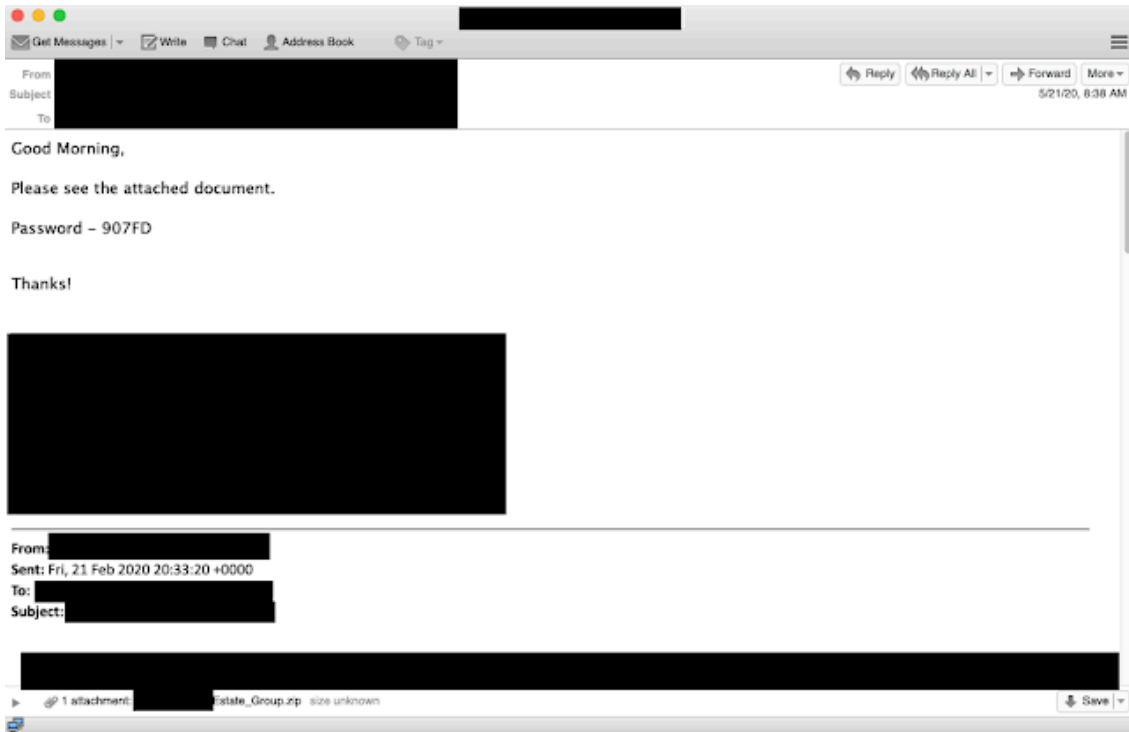 Get Messages Write Chat Address Book Tag
From Reply Reply All Forward More
Subject 5/21/20, 8:38 AM
To
Good Morning,
Please see the attached document.
Password – 907FD
Thanks!
From:
Sent: Fri, 21 Feb 2020 20:33:20 +0000
To:
Subject:
1 attachment: Estate_Group.zip size unknown Save